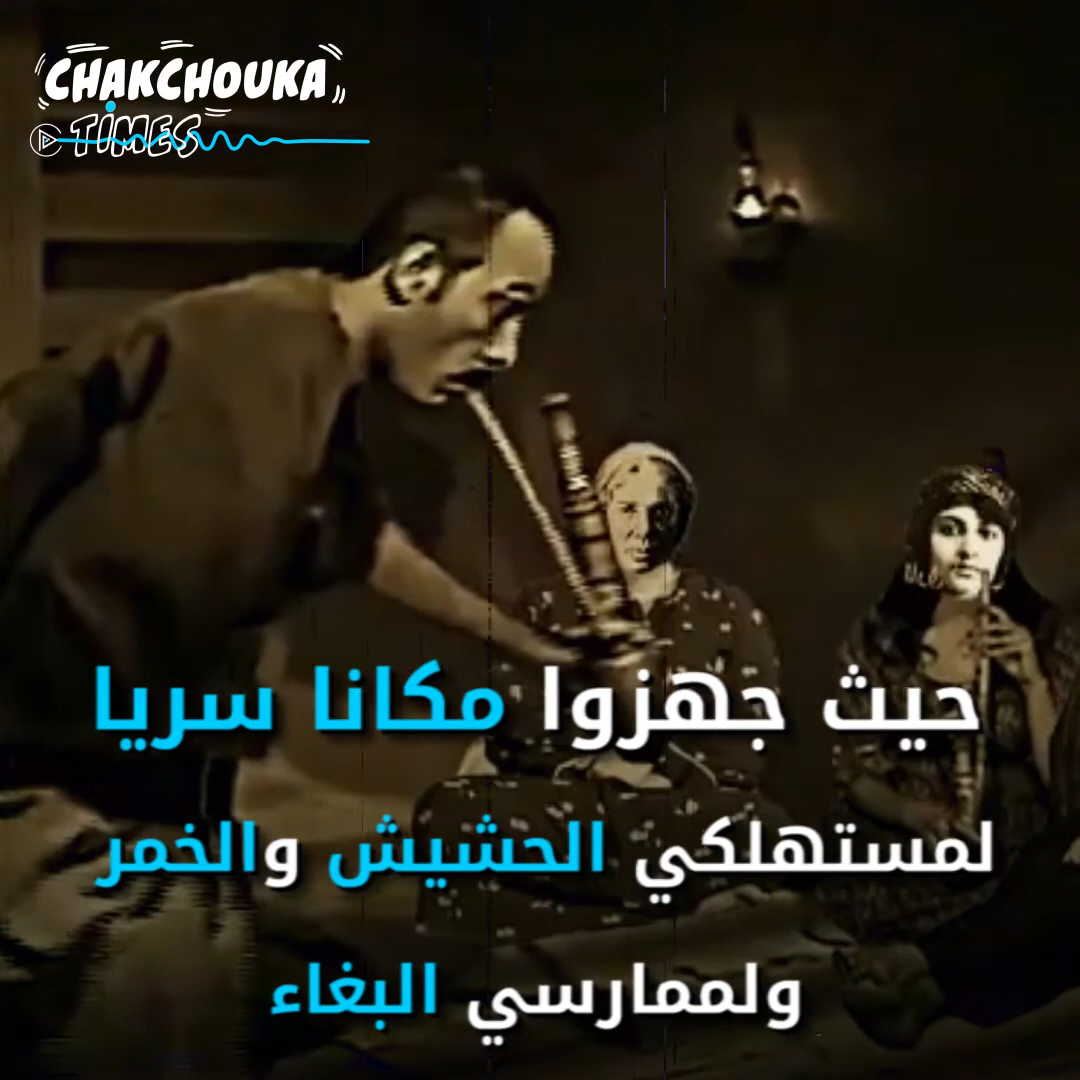 CHAKCHOUKA
TIMES
حيث جهزوا مكانا سريا
لمستهلكي الحشيش والخمر
ولممارسي البغاء